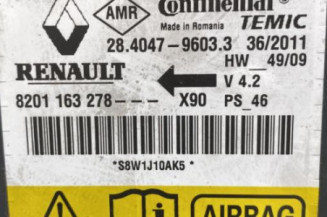 AMR
Continental
Made in Romania TEMIC
28.4047-9603.3 36/2011
HW__49/09
RENAULT
V 4.2
8201 163 278--- X90 PS_46
*S8W1J10AK5*
AIRBAG